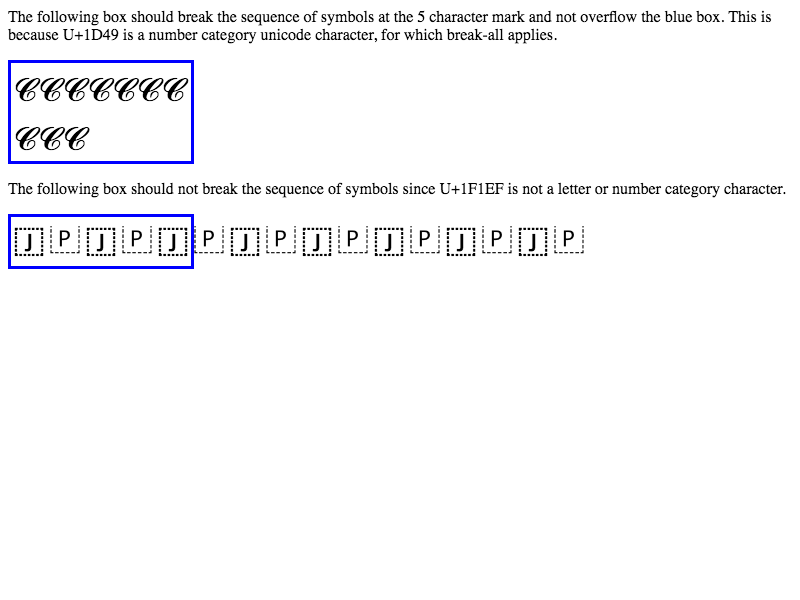 The following box should break the sequence of symbols at the 5 character mark and not overflow the blue box. This is
because U+1D49 is a number category unicode character, for which break-all applies.
𝒞𝒞𝒞𝒞𝒞𝒞𝒞
𝒞𝒞𝒞
The following box should not break the sequence of symbols since U+1F1EF is not a letter or number category character.
J P J P J P J P J P J P J P J P